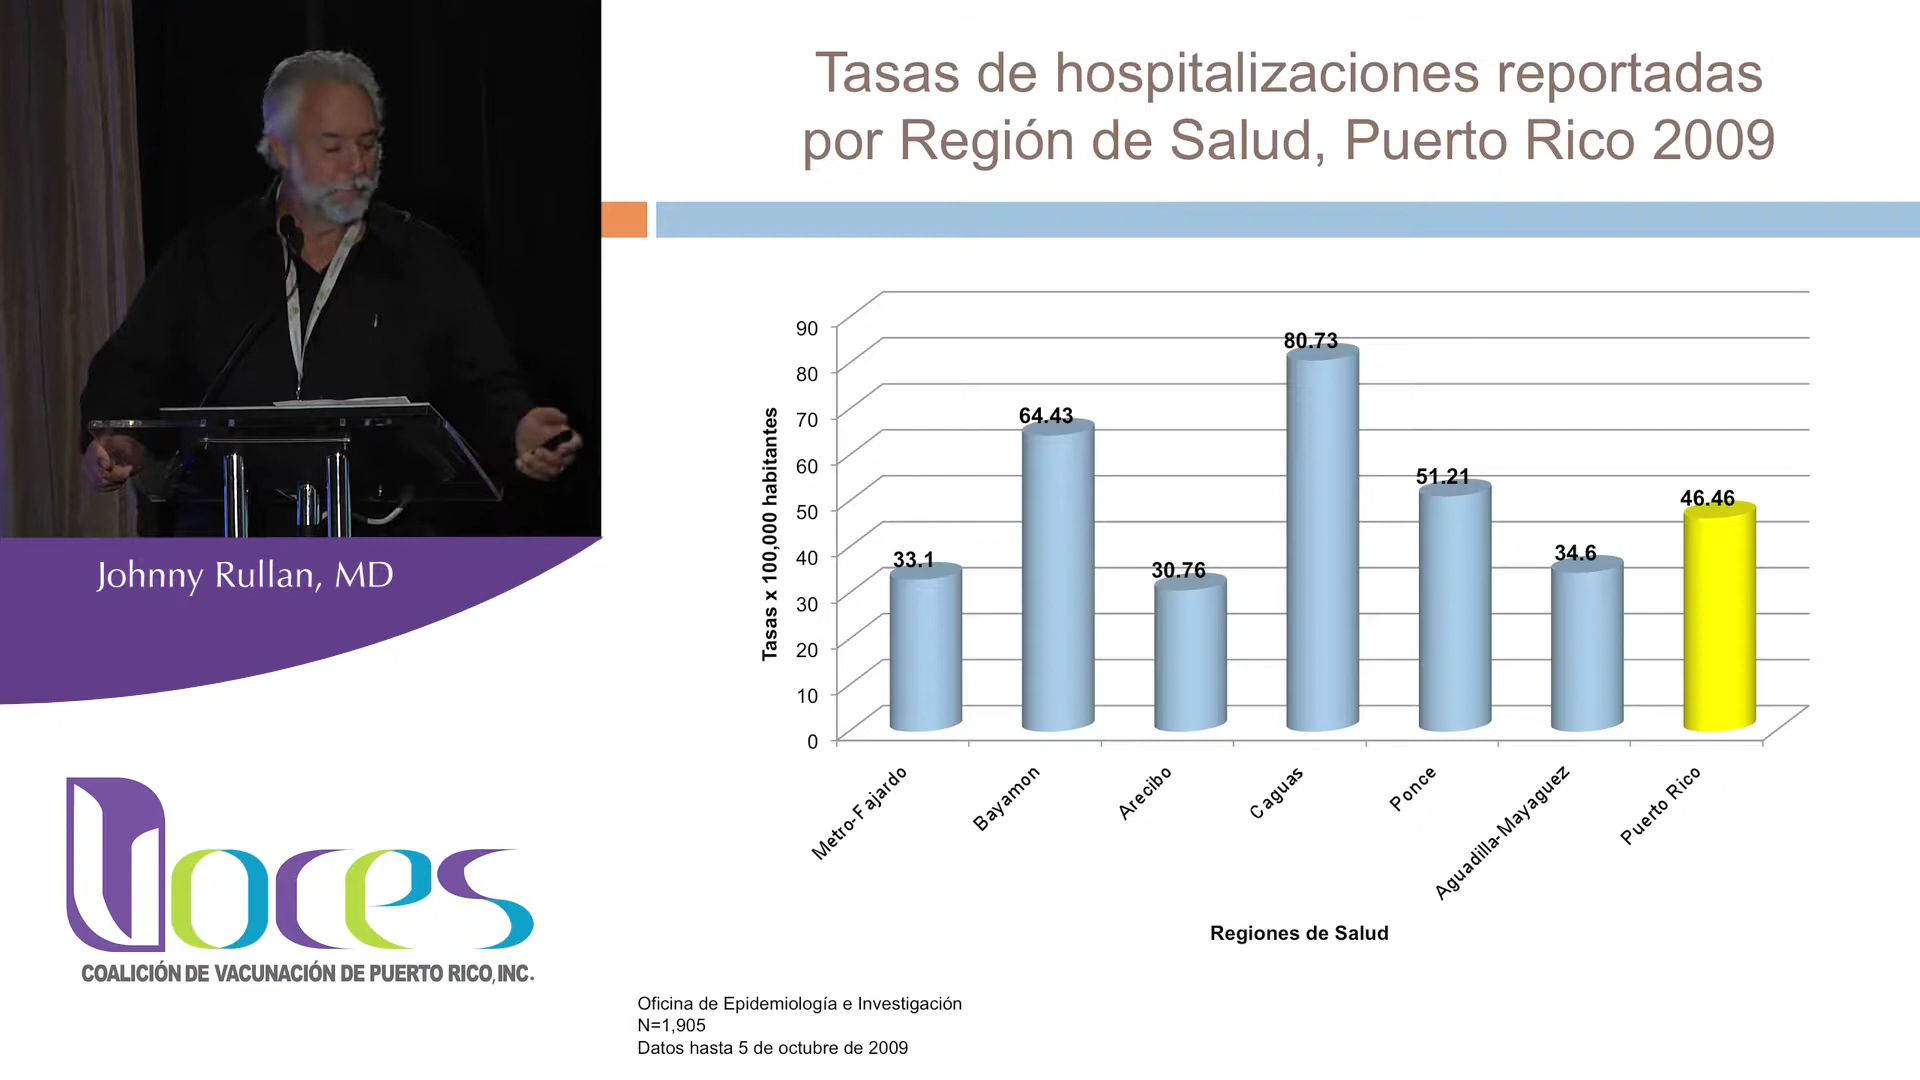 Tasas de hospitalizaciones reportadas
por Región de Salud, Puerto Rico 2009
Johnny Rullan, MD
Voces
COALICIÓN DE VACUNACIÓN DE PUERTO RICO, INC.
Tasas x 100,000 habitantes
90
80
70
60
50
40
30
20
10
0
33.1
64.43
30.76
80.73
51.21
34.6
46.46
Metro-Fajardo
Bayamon
Arecibo
Caguas
Ponce
Aguadilla-Mayaguez
Puerto Rico
Regiones de Salud
Oficina de Epidemiología e Investigación
N=1,905
Datos hasta 5 de octubre de 2009